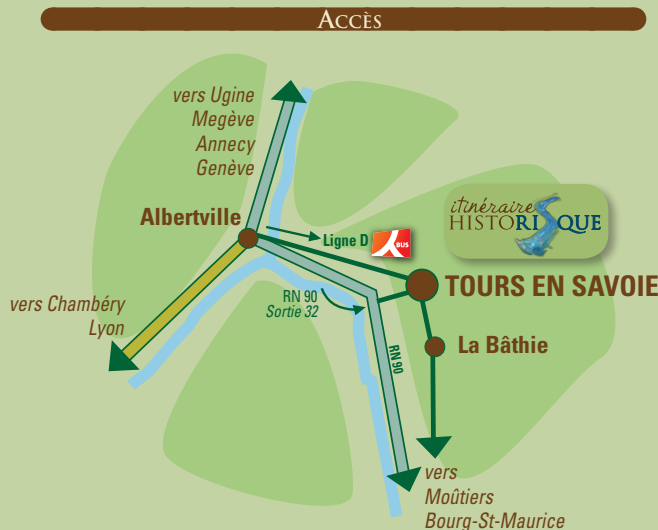 Accès
vers Ugine
Megève
Annecy
Genève
itinéraire
HISTORISQUE
Albertville
Ligne D
BUS
TOURS EN SAVOIE
vers Chambéry
Lyon
RN 90
Sortie 32
La Bâthie
RN 90
vers
Moûtiers
Bourg-St-Maurice